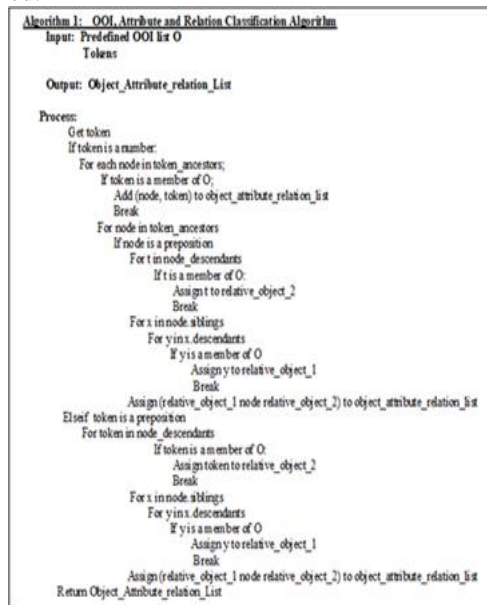 Algorithm 1: OOI, Attribute and Relation Classification Algorithm
Input: Predefined OOI list O
Tokens
Output: Object_Attribute_relation_List
Process:
Get token
If token is a number:
For each node in token_ancestors;
If token is a member of O;
Add (node, token) to object_attribute_relation_list
Break
For node in token_ancestors
If node is a preposition
For t in node_descendants
If t is a member of O:
Assign t to relative_object_2
Break
For x in node.siblings
For y in x.descendants
If y is a member of O
Assign y to relative_object_1
Break
Assign (relative_object_1 node relative_object_2) to object_attribute_relation_list
Elseif token is a preposition
For token in node_descendants
If token is a member of O:
Assign token to relative_object_2
Break
For x in node.siblings
For y in x.descendants
If y is a member of O
Assign y to relative_object_1
Break
Assign (relative_object_1 node relative_object_2) to object_attribute_relation_list
Return Object_Attribute_relation_List